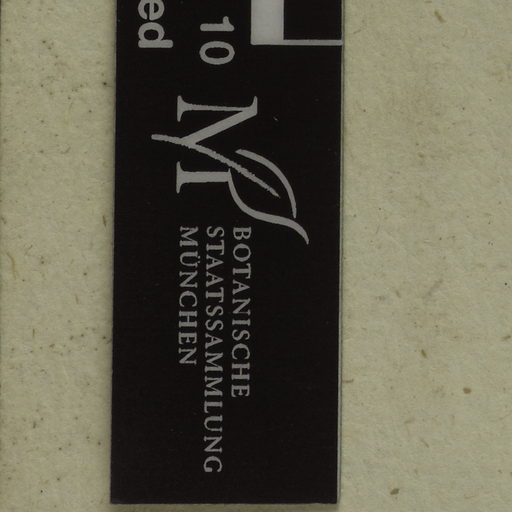 10
ed
BOTANISCHE
STAATSSAMMLUNG
MÜNCHEN